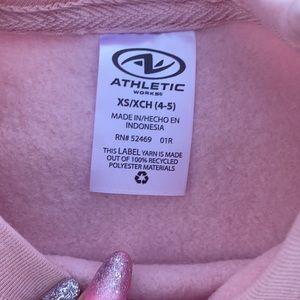 ATHLETIC
WORKS®
XS/XCH (4-5)
MADE IN/HECHO EN
INDONESIA
RN# 52469 01R
THIS LABEL YARN IS MADE
OUT OF 100% RECYCLED
POLYESTER MATERIALS